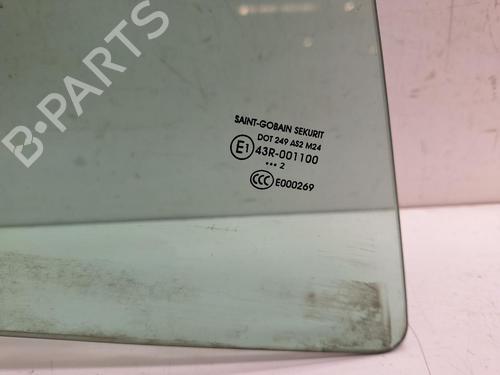 B-PARTS
SAINT-GOBAIN SEKURIT
DOT 249 AS2 M24
E1 43R-001100
••• 2
CCC E000269